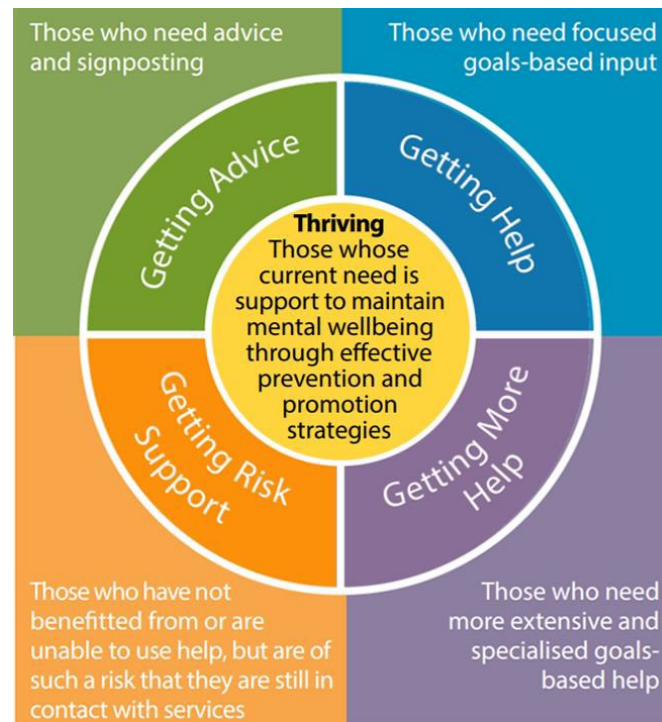 Those who need advice
and signposting
Those who need focused
goals-based input
Getting Advice
Getting Help
Thriving
Those whose
current need is
support to maintain
mental wellbeing
through effective
prevention and
promotion
strategies
Getting Risk
Support
Getting More
Help
Those who have not
benefitted from or are
unable to use help, but are of
such a risk that they are still in
contact with services
Those who need
more extensive and
specialised goals-
based help